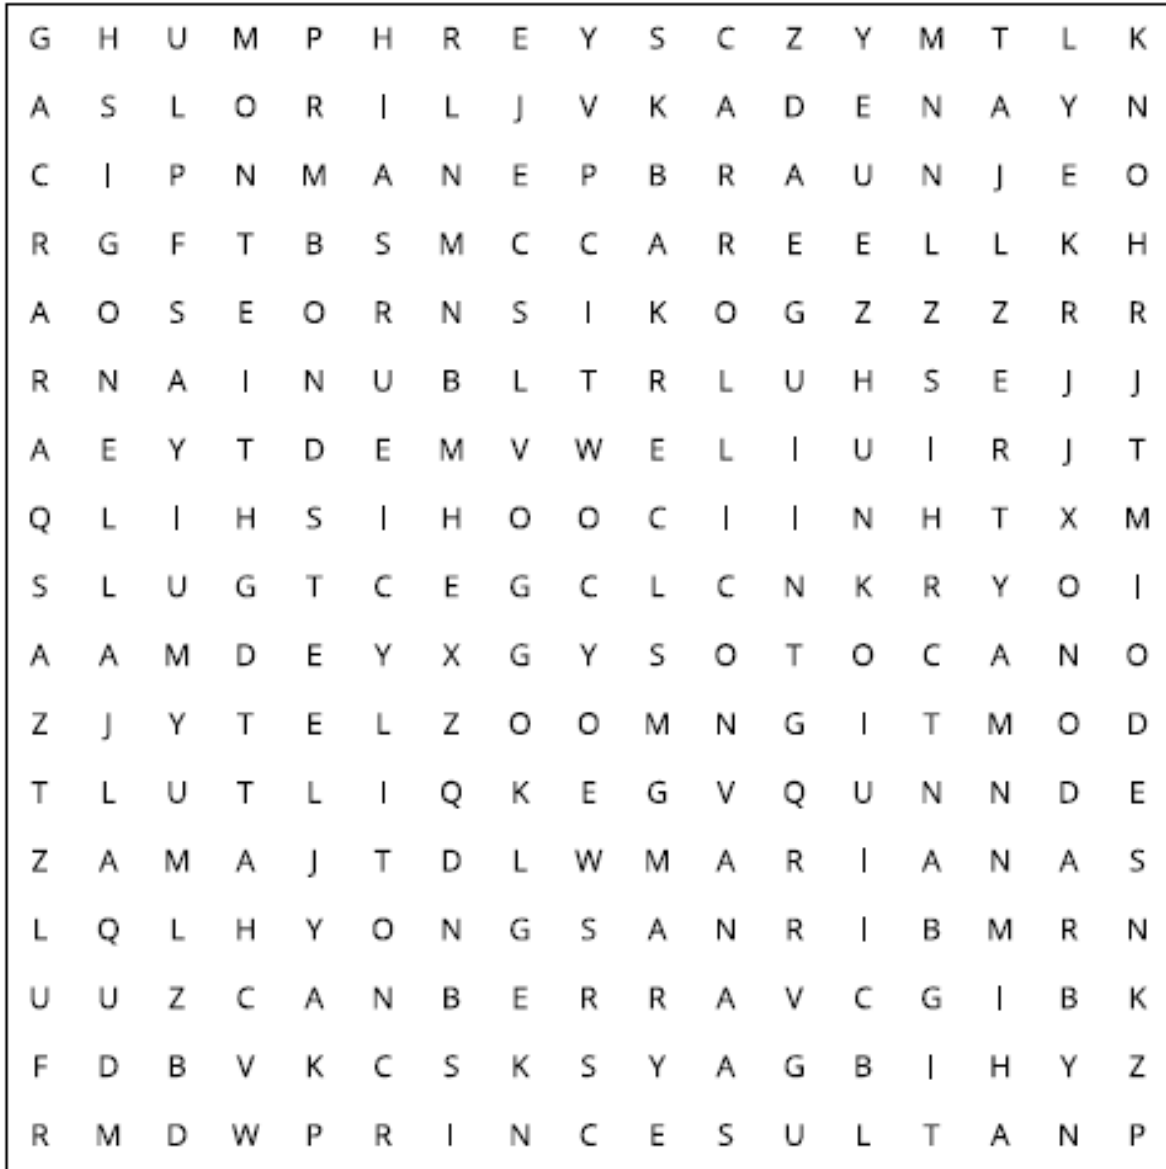 G H U M P H R E Y S C Z Y M T L K
A S L O R I L J V K A D E N A Y N
C I P N M A N E P B R A U N J E O
R G F T B S M C C A R E E L L K H
A O S E O R N S I K O G Z Z Z R R
R N A I N U B L T R L U H S E J J
A E Y T D E M V W E L I U I R J T
Q L I H S I H O O C I I N H T X M
S L U G T C E G C L C N K R Y O I
A A M D E Y X G Y S O T O C A N O
Z J Y T E L Z O O M N G I T M O D
T L U T L I Q K E G V Q U N N D E
Z A M A J T D L W M A R I A N A S
L Q L H Y O N G S A N R I B M R N
U U Z C A N B E R R A V C G I B K
F D B V K C S K S Y A G B I H Y Z
R M D W P R I N C E S U L T A N P